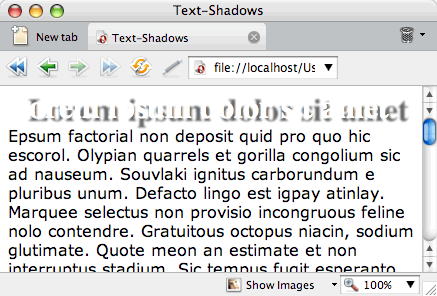 Text-Shadows
New tab
Text-Shadows
file://localhost/Us
Lorem ipsum dolor sit amet
Epsum factorial non deposit quid pro quo hic
escorol. Olypian quarrels et gorilla congolium sic
ad nauseum. Souvlaki ignitus carborundum e
pluribus unum. Defacto lingo est igpay atinlay.
Marquee selectus non provisio incongruous feline
nolo contendre. Gratuitous octopus niacin, sodium
glutimate. Quote meon an estimate et non
interruptus stadium. Sic tempus fugit esperanto
Show Images
100%